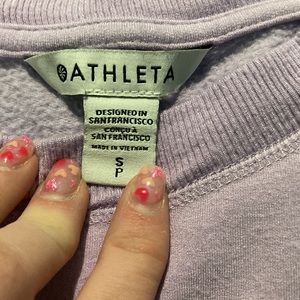 ATHLETA
DESIGNED IN
SAN FRANCISCO
CONÇU À
SAN FRANCISCO
MADE IN VIETNAM
S
P